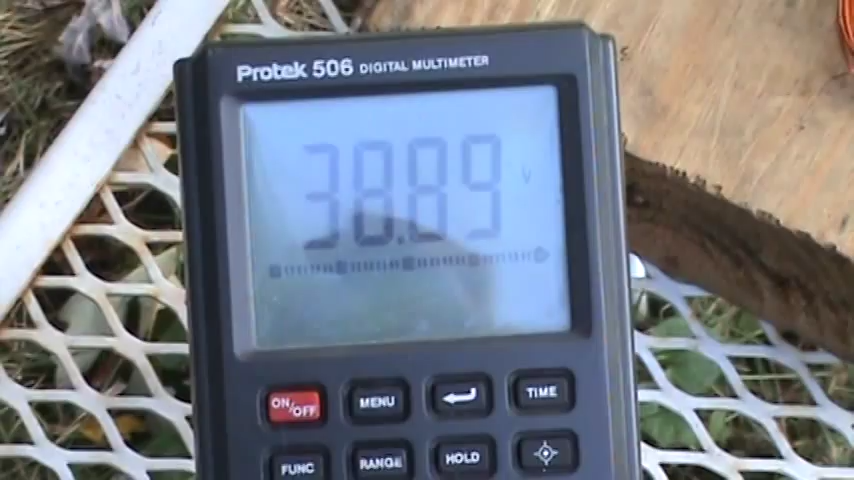 Protek 506 DIGITAL MULTIMETER
38.89 V
ON/OFF MENU TIME
FUNC RANGE HOLD